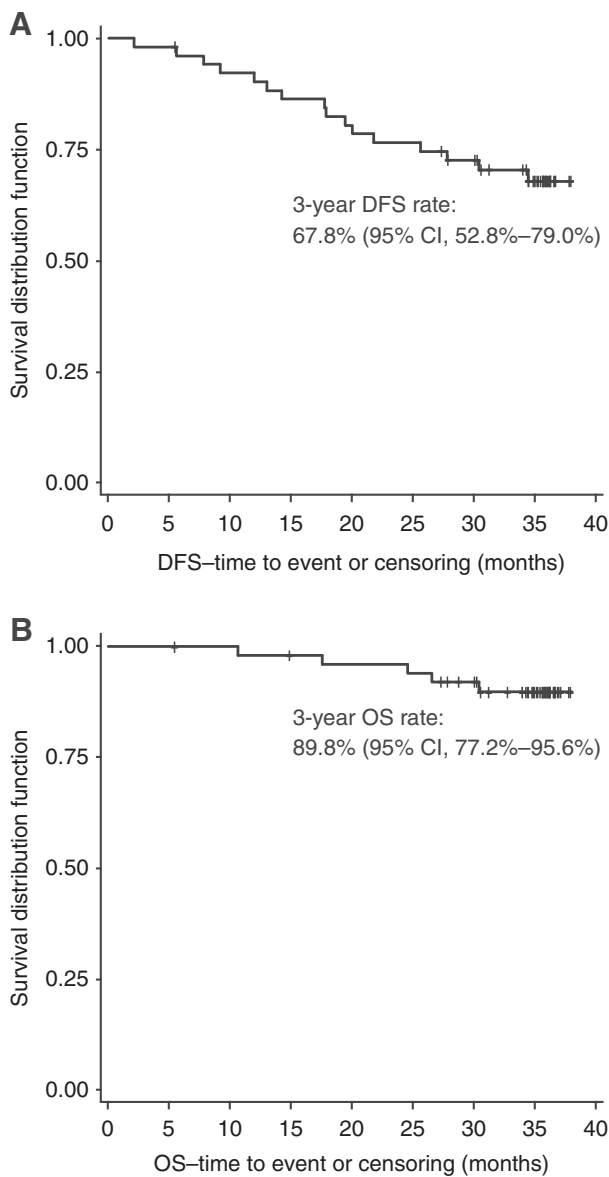 A
1.00
0.75
0.50
0.25
0.00
Survival distribution function
3-year DFS rate:
67.8% (95% CI, 52.8%–79.0%)
0 5 10 15 20 25 30 35 40
DFS–time to event or censoring (months)
B
1.00
0.75
0.50
0.25
0.00
Survival distribution function
3-year OS rate:
89.8% (95% CI, 77.2%–95.6%)
0 5 10 15 20 25 30 35 40
OS–time to event or censoring (months)